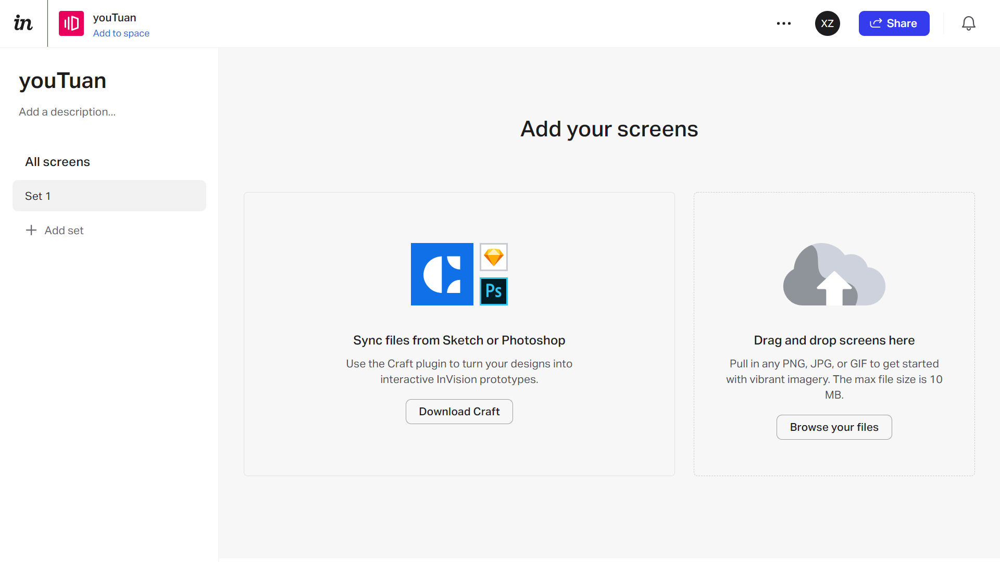 in
youTuan
Add to space
XZ
Share
youTuan
Add a description...
All screens
Set 1
Add set
Add your screens
Ps
Sync files from Sketch or Photoshop
Use the Craft plugin to turn your designs into
interactive InVision prototypes.
Download Craft
Drag and drop screens here
Pull in any PNG, JPG, or GIF to get started
with vibrant imagery. The max file size is 10
MB.
Browse your files